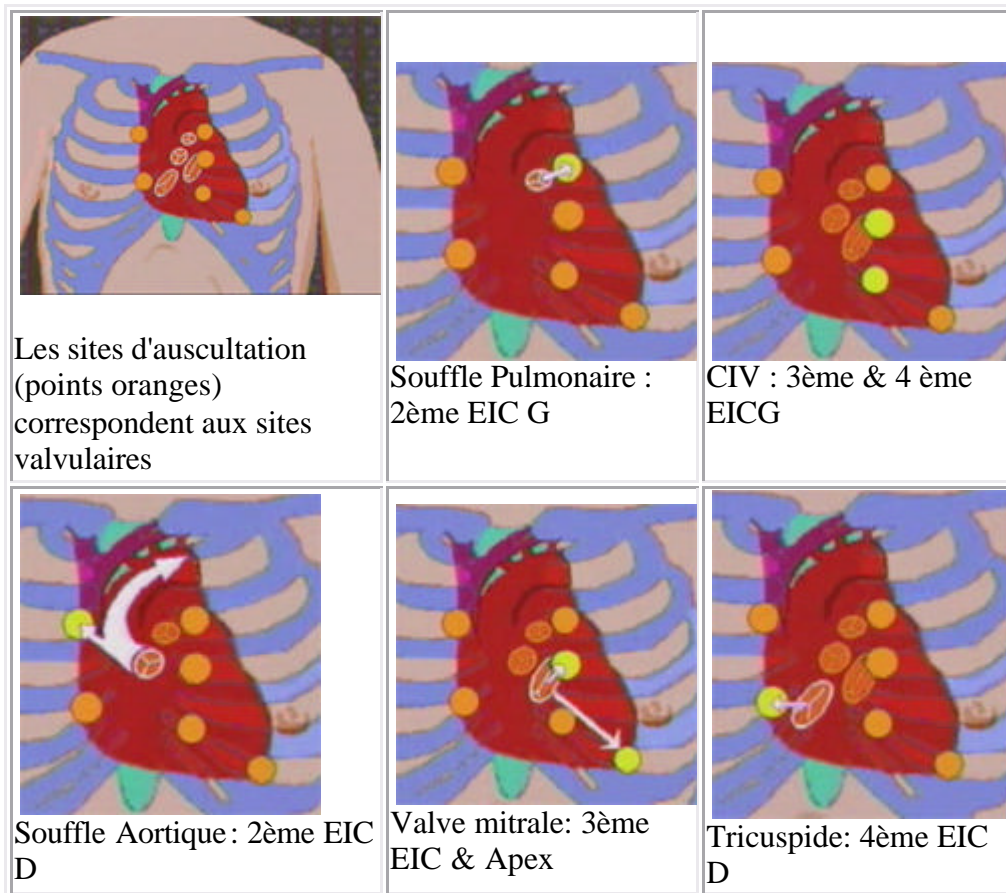 Les sites d'auscultation
(points oranges)
correspondent aux sites
valvulaires
Souffle Pulmonaire :
2ème EIC G
CIV : 3ème & 4 ème
EICG
Souffle Aortique : 2ème EIC
D
Valve mitrale: 3ème
EIC & Apex
Tricuspide: 4ème EIC
D